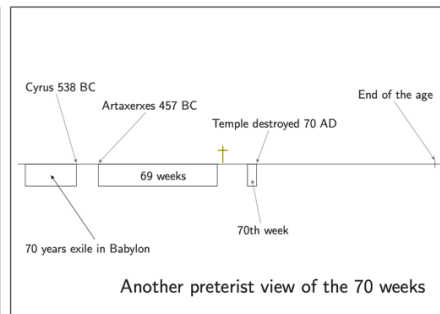 Cyrus 538 BC
Artaxerxes 457 BC
End of the age
Temple destroyed 70 AD
69 weeks
70th week
70 years exile in Babylon
Another preterist view of the 70 weeks